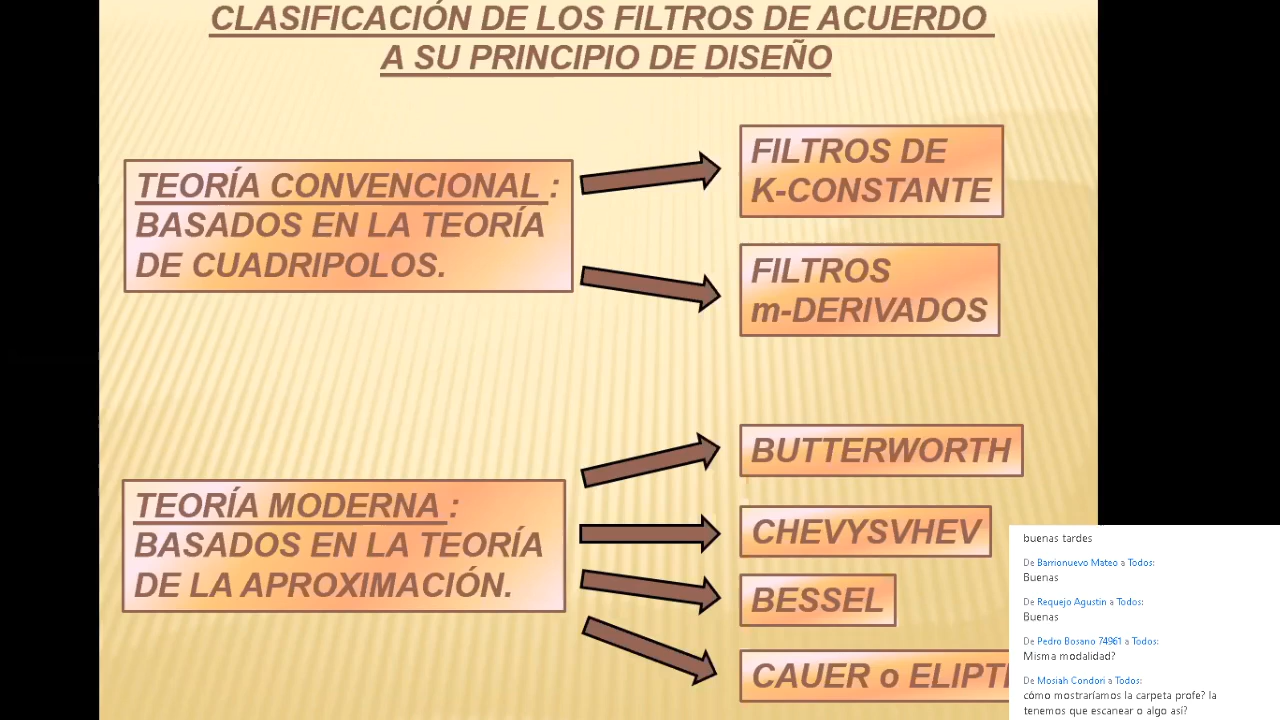 CLASIFICACIÓN DE LOS FILTROS DE ACUERDO
A SU PRINCIPIO DE DISEÑO
TEORÍA CONVENCIONAL :
BASADOS EN LA TEORÍA
DE CUADRIPOLOS.
FILTROS DE
K-CONSTANTE
FILTROS
m-DERIVADOS
TEORÍA MODERNA :
BASADOS EN LA TEORÍA
DE LA APROXIMACIÓN.
BUTTERWORTH
CHEVYSVHEV
BESSEL
CAUER o
buenas tardes
De Barrionuevo Mateo a Todos:
Buenas
De Requejo Agustin a Todos:
Buenas
De Pedro Bosano 74961 a Todos:
Misma modalidad?
De Mosiah Condori a Todos:
cómo mostraríamos la carpeta profe? la
tenemos que escanear o algo así?